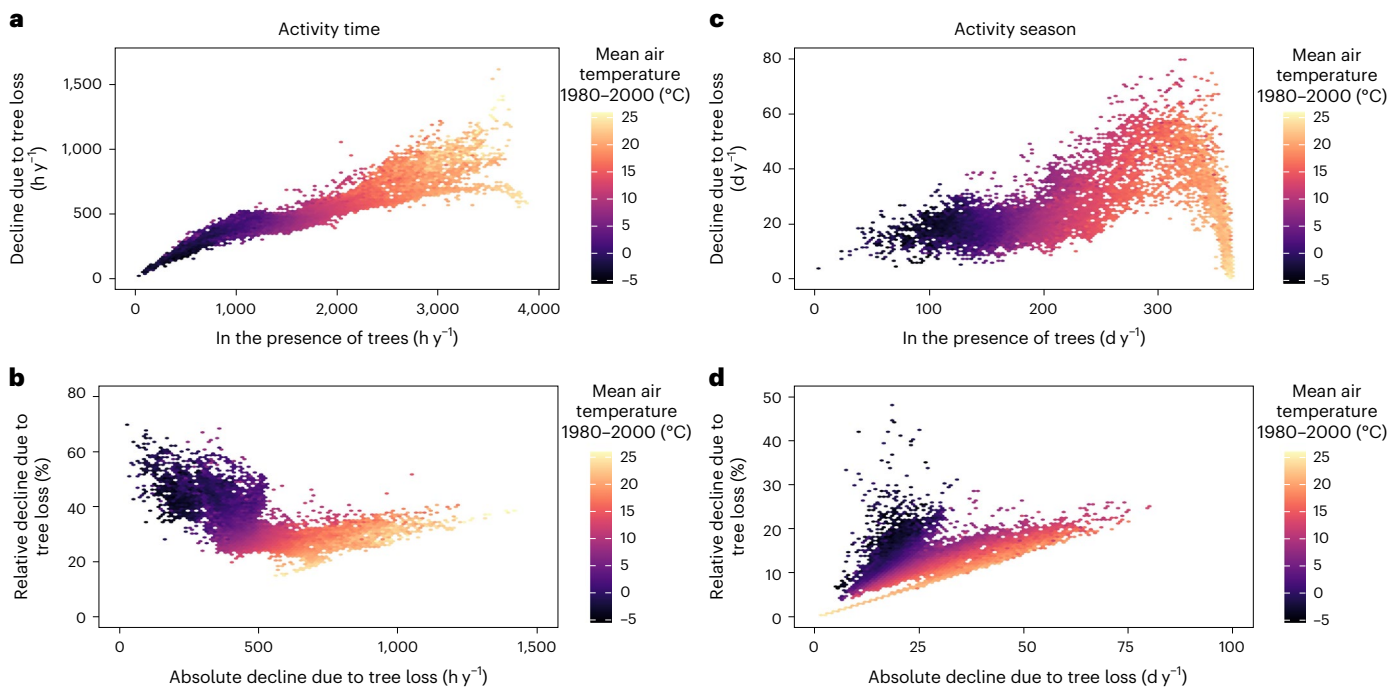 a
Activity time
Decline due to tree loss
(h y⁻¹)
1,500
1,000
500
0
0
1,000
2,000
3,000
4,000
In the presence of trees (h y⁻¹)
Mean air
temperature
1980–2000 (°C)
25
20
15
10
5
0
−5
c
Activity season
Decline due to tree loss
(d y⁻¹)
80
60
40
20
0
0
100
200
300
In the presence of trees (d y⁻¹)
Mean air
temperature
1980–2000 (°C)
25
20
15
10
5
0
−5
b
Relative decline due to
tree loss (%)
80
60
40
20
0
0
500
1,000
1,500
Absolute decline due to tree loss (h y⁻¹)
Mean air
temperature
1980–2000 (°C)
25
20
15
10
5
0
−5
d
Relative decline due to
tree loss (%)
50
40
30
20
10
0
0
25
50
75
100
Absolute decline due to tree loss (d y⁻¹)
Mean air
temperature
1980–2000 (°C)
25
20
15
10
5
0
−5